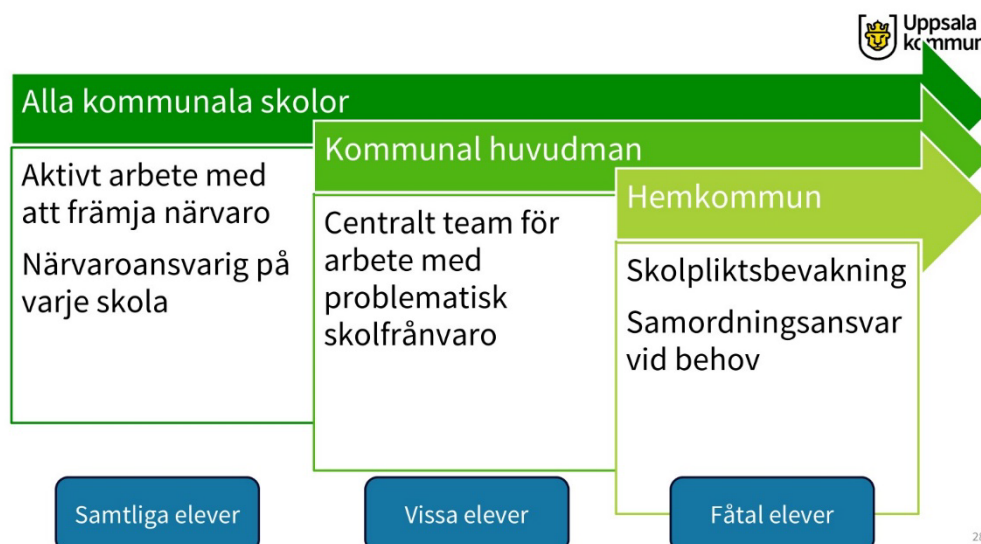 Uppsala
kommun
Alla kommunala skolor
Aktivt arbete med
att främja närvaro
Närvaroansvarig på
varje skola
Kommunal huvudman
Centralt team för
arbete med
problematisk
skolfrånvaro
Hemkommun
Skolpliktsbevakning
Samordningsansvar
vid behov
Samtliga elever
Vissa elever
Fåtal elever